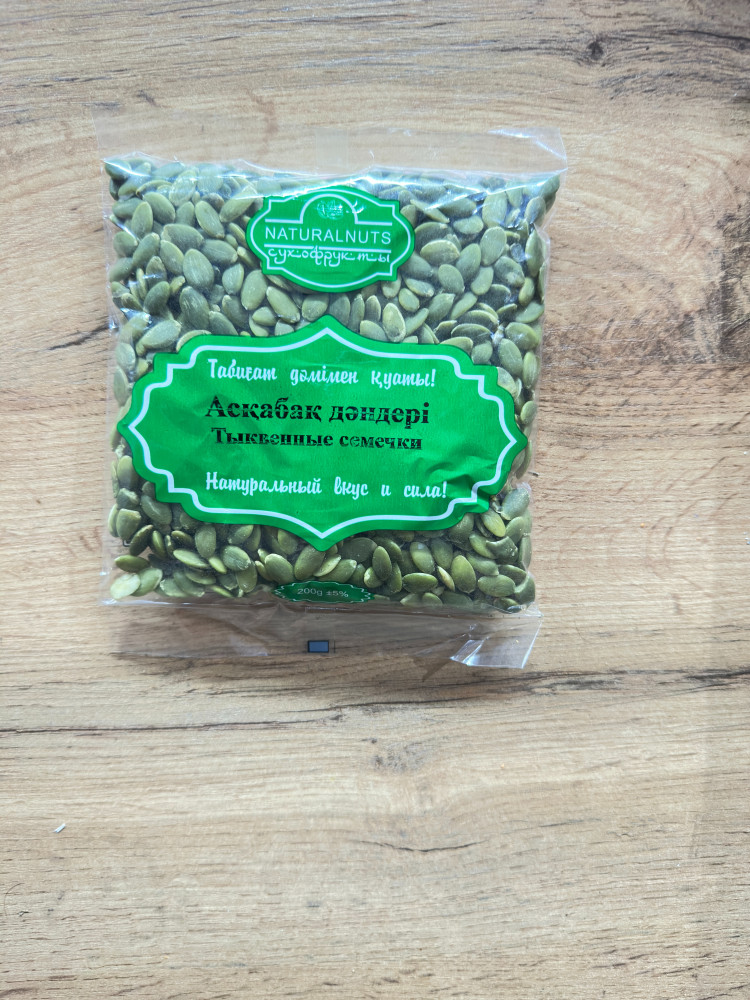 NATURALNUTS
сухофрукты
Табиғат дәмімен қуаты!
Асқабақ дәндері
Тыквенные семечки
Натуральный вкус и сила!
200g ±5%